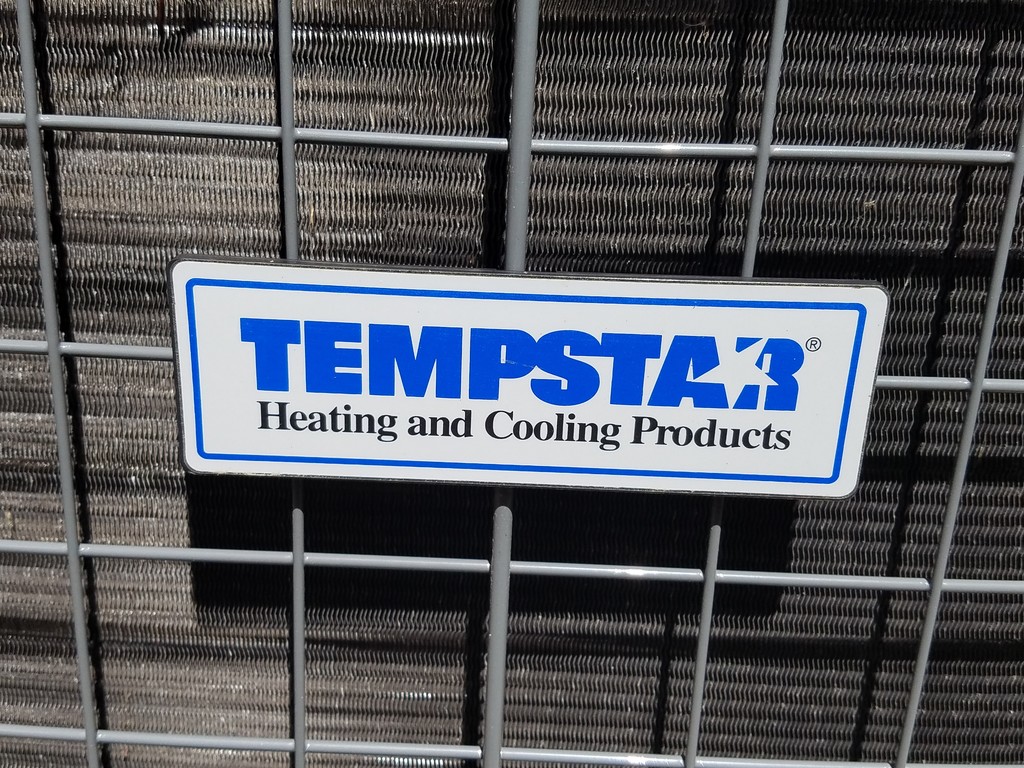 TEMPSTAR®
Heating and Cooling Products